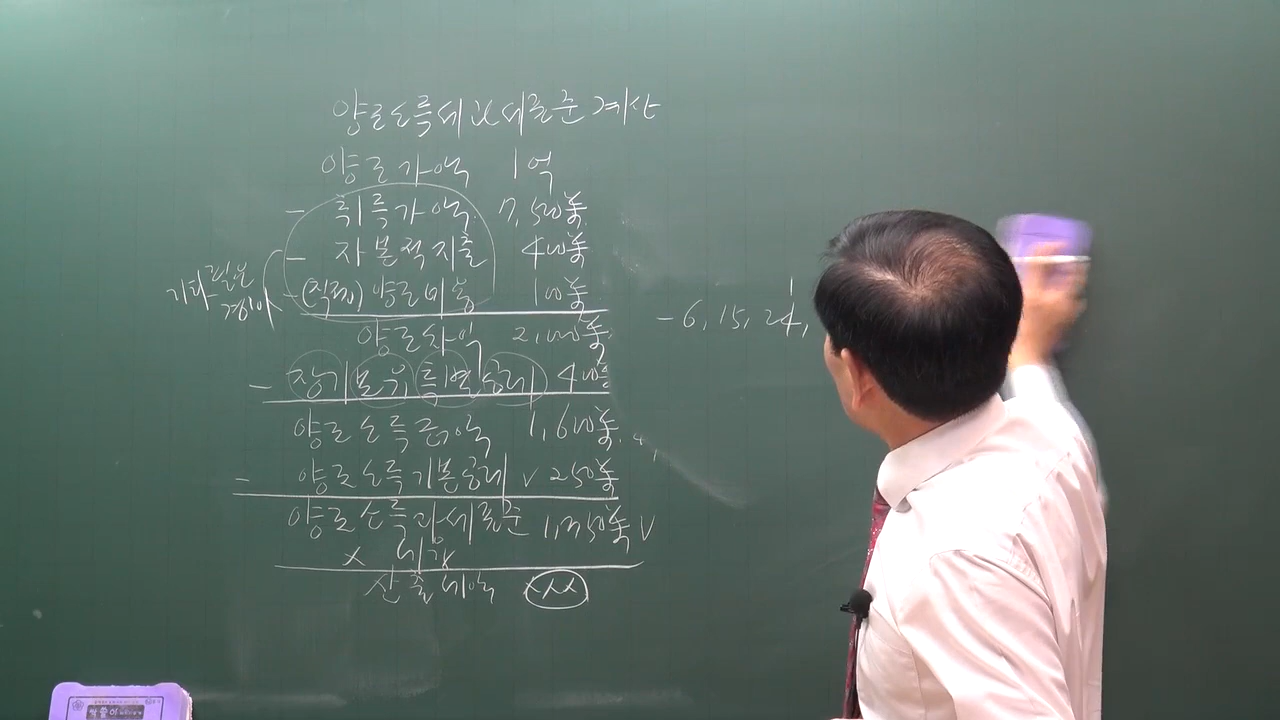 양도소득세 과세표준 계산
양도가액 1억
- 취득가액 7,500만
- 자본적지출 400만
기타필요경비
- (직접) 양도비용 100만
양도차익 2,000만
- 장기보유특별공제 400만
양도소득금액 1,600만
- 양도소득기본공제 ∨ 250만
양도소득과세표준 1,350만 ∨
× 세율
산출세액 ×××
- 6, 15, 24,